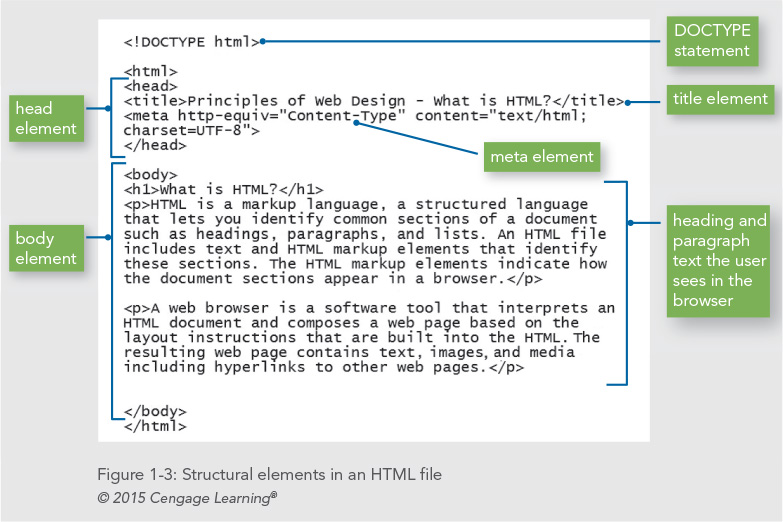 <!DOCTYPE html>
DOCTYPE
statement
<html>
<head>
<title>Principles of Web Design - What is HTML?</title>
title element
<meta http-equiv="Content-Type" content="text/html;
charset=UTF-8">
</head>
head
element
meta element
<body>
<h1>What is HTML?</h1>
<p>HTML is a markup language, a structured language
that lets you identify common sections of a document
such as headings, paragraphs, and lists. An HTML file
includes text and HTML markup elements that identify
these sections. The HTML markup elements indicate how
the document sections appear in a browser.</p>
body
element
heading and
paragraph
text the user
sees in the
browser
<p>A web browser is a software tool that interprets an
HTML document and composes a web page based on the
layout instructions that are built into the HTML. The
resulting web page contains text, images, and media
including hyperlinks to other web pages.</p>
</body>
</html>
Figure 1-3: Structural elements in an HTML file
© 2015 Cengage Learning®